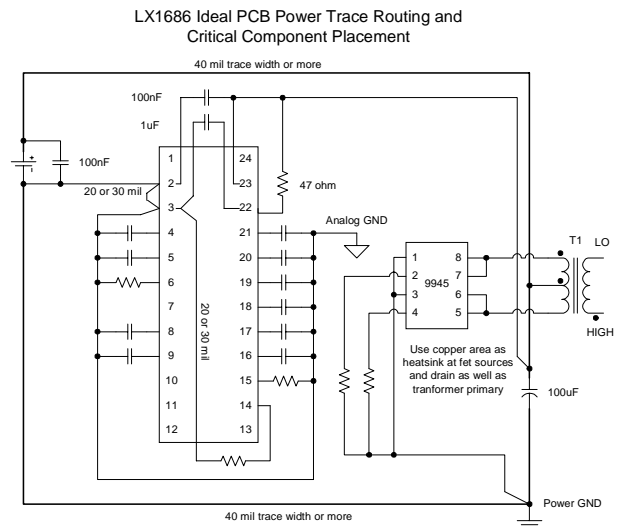 LX1686 Ideal PCB Power Trace Routing and
Critical Component Placement
40 mil trace width or more
100nF
1uF
100nF
+
-
1 24
2 23
3 22
4 21
5 20
6 19
7 18
8 17
9 16
10 15
11 14
12 13
20 or 30 mil
47 ohm
Analog GND
20 or 30 mil
1 8
2 7
9945
3 6
4 5
T1 LO
HIGH
Use copper area as
heatsink at fet sources
and drain as well as
tranformer primary
100uF
Power GND
40 mil trace width or more